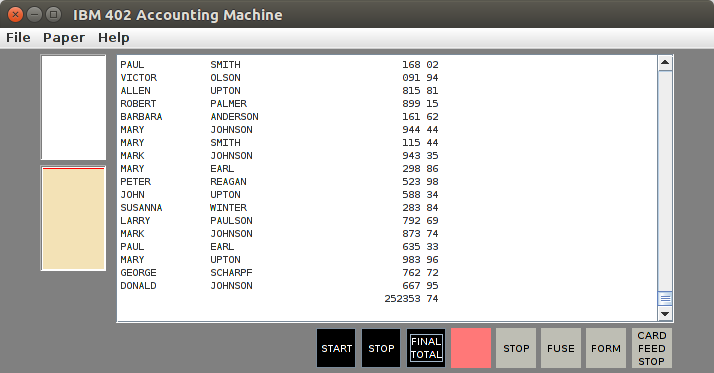 IBM 402 Accounting Machine
File Paper Help
PAUL SMITH 168 02
VICTOR OLSON 091 94
ALLEN UPTON 815 81
ROBERT PALMER 899 15
BARBARA ANDERSON 161 62
MARY JOHNSON 944 44
MARY SMITH 115 44
MARK JOHNSON 943 35
MARY EARL 298 86
PETER REAGAN 523 98
JOHN UPTON 588 34
SUSANNA WINTER 283 84
LARRY PAULSON 792 69
MARK JOHNSON 873 74
PAUL EARL 635 33
MARY UPTON 983 96
GEORGE SCHARPF 762 72
DONALD JOHNSON 667 95
252353 74
START STOP FINAL TOTAL STOP FUSE FORM CARD FEED STOP